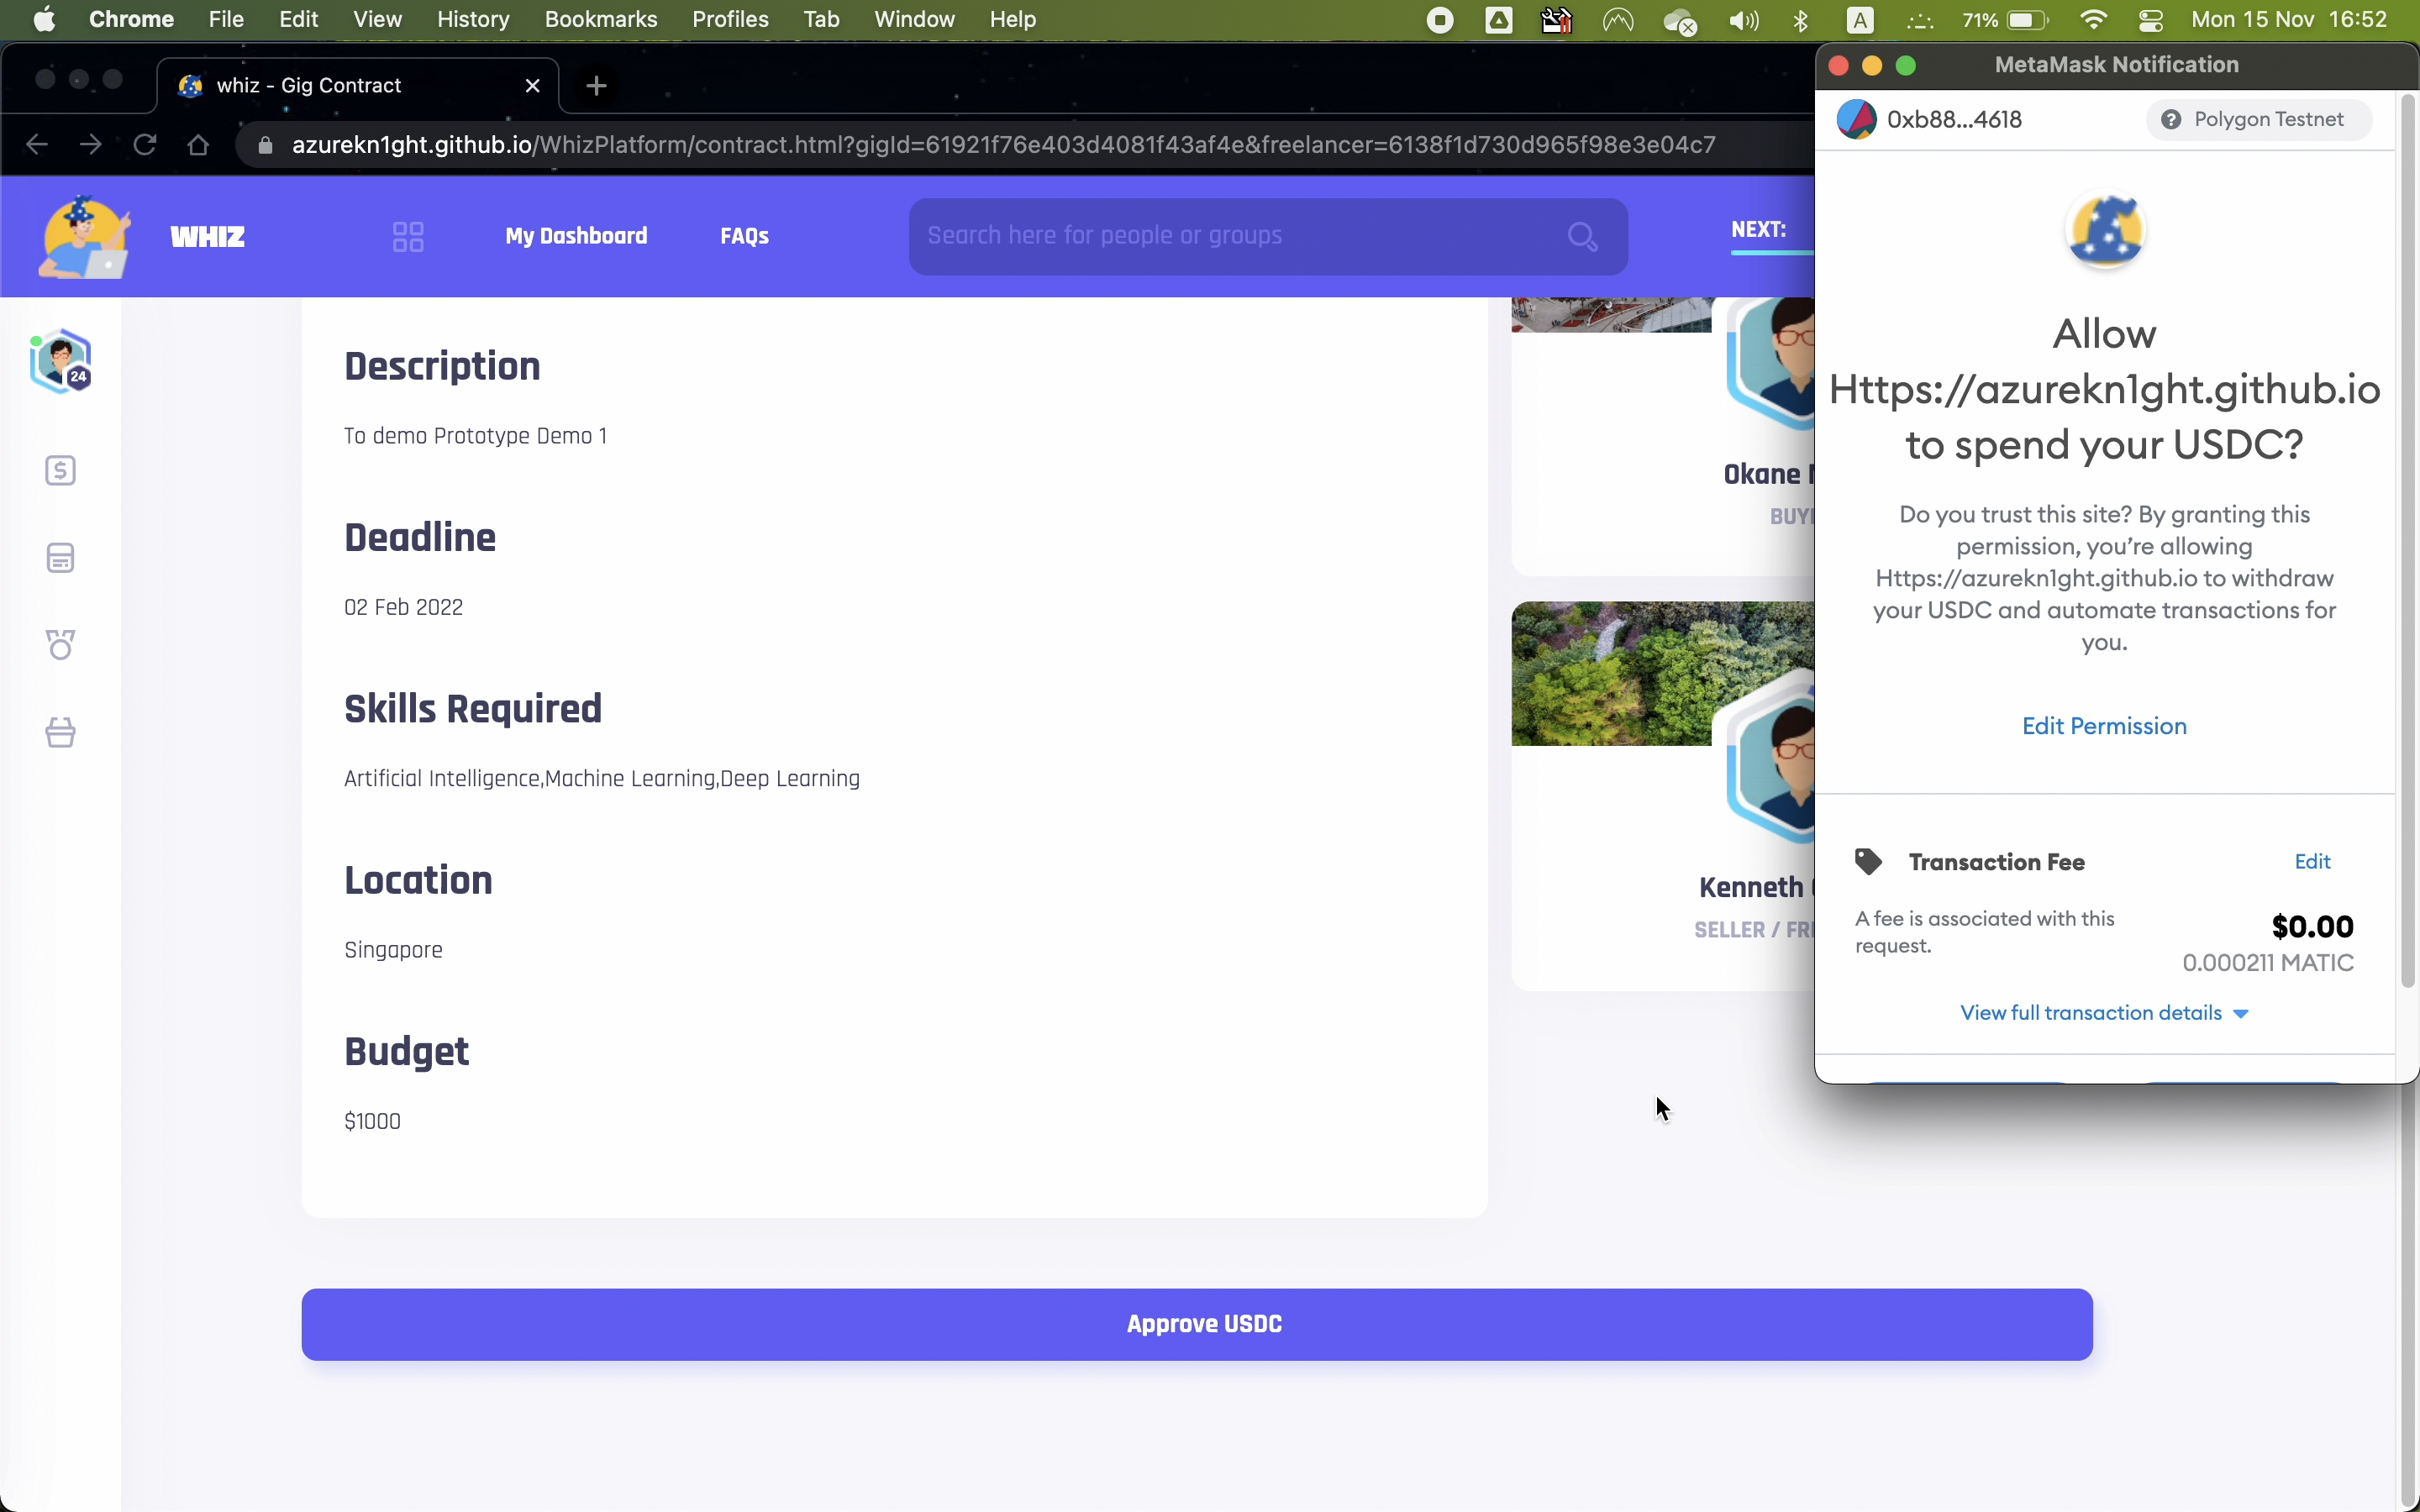 Chrome File Edit View History Bookmarks Profiles Tab Window Help
A 71% Mon 15 Nov 16:52
whiz - Gig Contract
azurekn1ght.github.io/WhizPlatform/contract.html?gigId=61921f76e403d4081f43af4e&freelancer=6138f1d730d965f98e3e04c7
WHIZ
My Dashboard
FAQs
Search here for people or groups
NEXT:
24
Description
To demo Prototype Demo 1
Deadline
02 Feb 2022
Skills Required
Artificial Intelligence,Machine Learning,Deep Learning
Location
Singapore
Budget
$1000
Okane
Kenneth
SELLER /
Approve USDC
MetaMask Notification
0xb88...4618
Polygon Testnet
Allow
Https://azurekn1ght.github.io
to spend your USDC?
Do you trust this site? By granting this
permission, you're allowing
Https://azurekn1ght.github.io to withdraw
your USDC and automate transactions for
you.
Edit Permission
Transaction Fee
Edit
A fee is associated with this
request.
$0.00
0.000211 MATIC
View full transaction details